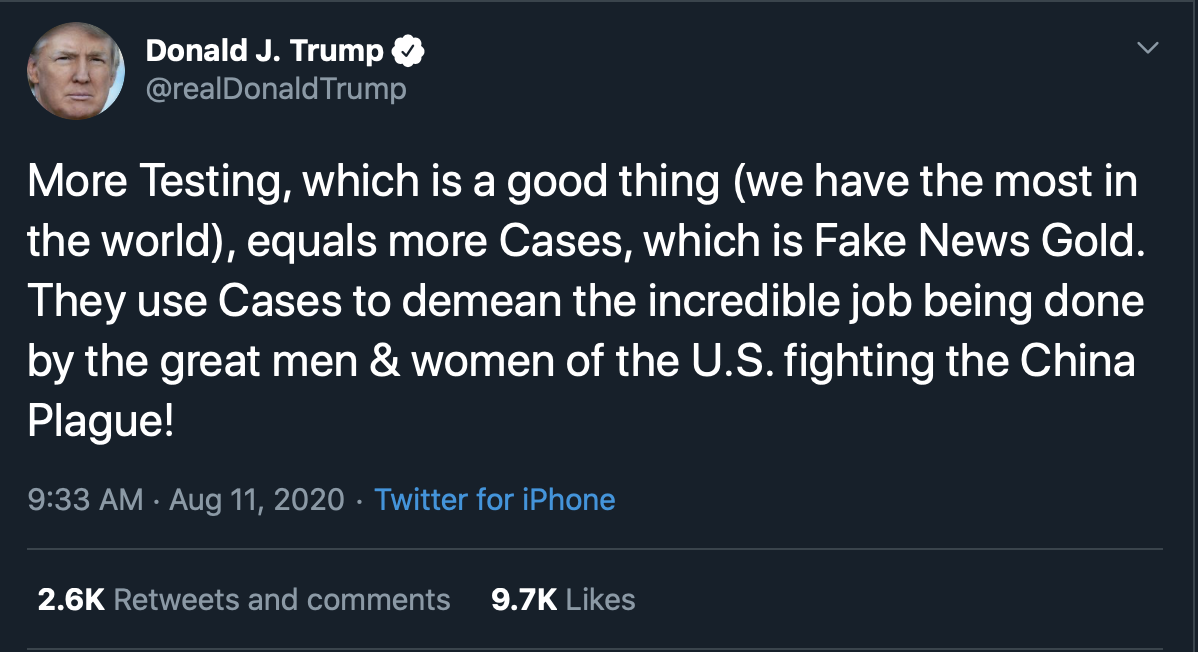 Donald J. Trump
@realDonaldTrump
More Testing, which is a good thing (we have the most in
the world), equals more Cases, which is Fake News Gold.
They use Cases to demean the incredible job being done
by the great men & women of the U.S. fighting the China
Plague!
9:33 AM · Aug 11, 2020 · Twitter for iPhone
2.6K Retweets and comments 9.7K Likes